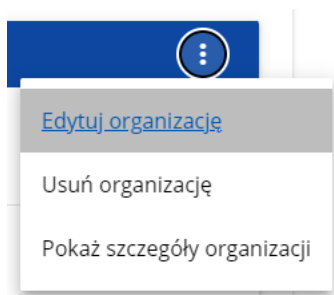 Edytuj organizację
Usuń organizację
Pokaż szczegóły organizacji